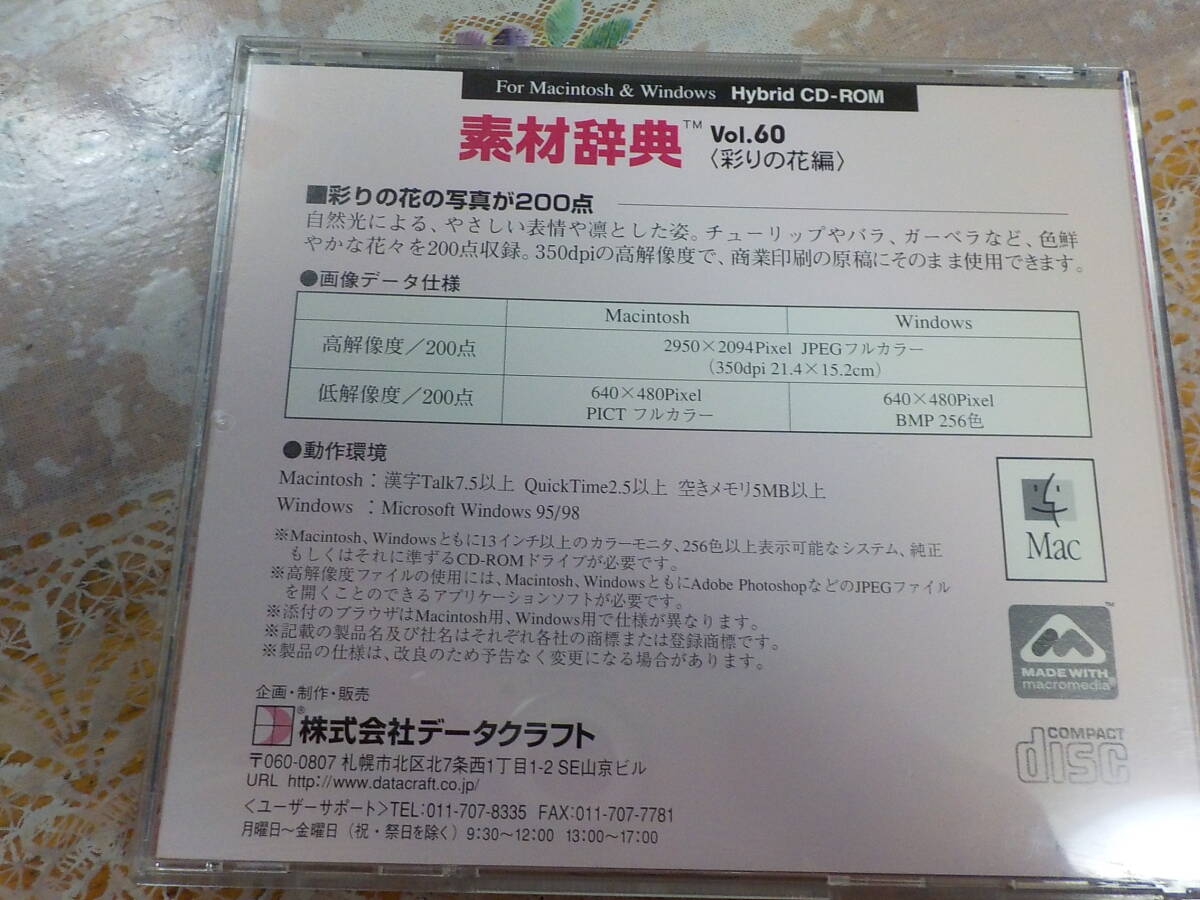 For Macintosh & Windows Hybrid CD-ROM
素材辞典™ Vol.60
〈彩りの花編〉
■彩りの花の写真が200点
自然光による、やさしい表情や凛とした姿。チューリップやバラ、ガーベラなど、色鮮
やかな花々を200点収録。350dpiの高解像度で、商業印刷の原稿にそのまま使用できます。
●画像データ仕様
Macintosh Windows
高解像度／200点 2950×2094Pixel JPEGフルカラー
（350dpi 21.4×15.2cm）
低解像度／200点 640×480Pixel 640×480Pixel
PICT フルカラー BMP 256色
●動作環境
Macintosh：漢字Talk7.5以上 QuickTime2.5以上 空きメモリ5MB以上
Windows ：Microsoft Windows 95/98
※Macintosh、Windowsともに13インチ以上のカラーモニタ、256色以上表示可能なシステム、純正
もしくはそれに準ずるCD-ROMドライブが必要です。
※高解像度ファイルの使用には、Macintosh、WindowsともにAdobe PhotoshopなどのJPEGファイル
を開くことのできるアプリケーションソフトが必要です。
※添付のブラウザはMacintosh用、Windows用で仕様が異なります。
※記載の製品名及び社名はそれぞれ各社の商標または登録商標です。
※製品の仕様は、改良のため予告なく変更になる場合があります。
Mac
™
MADE WITH
macromedia®
COMPACT
disc
企画・制作・販売
®株式会社データクラフト
〒060-0807 札幌市北区北7条西1丁目1-2 SE山京ビル
URL http://www.datacraft.co.jp/
〈ユーザーサポート〉TEL:011-707-8335 FAX:011-707-7781
月曜日〜金曜日（祝・祭日を除く）9:30〜12:00 13:00〜17:00